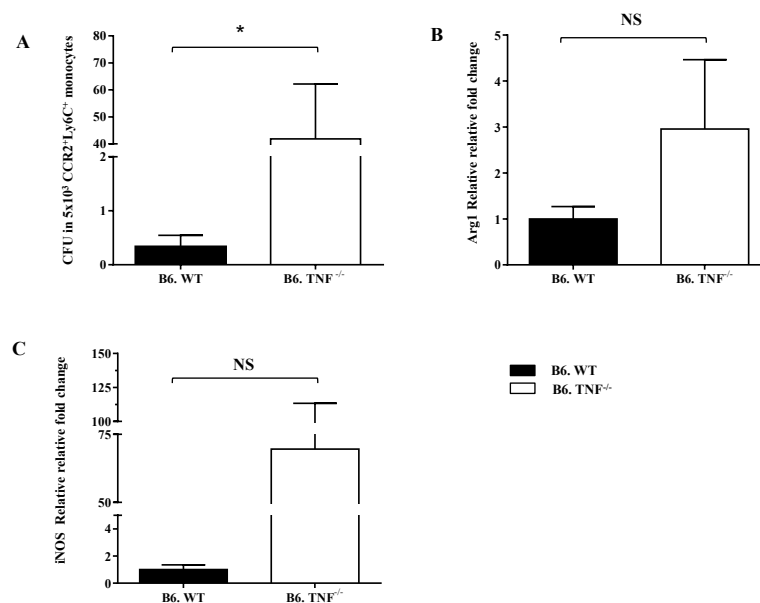 A
CFU in 5x10³ CCR2⁺Ly6C⁺ monocytes
80
70
60
50
40
2
1
0
*
B6. WT
B6. TNF⁻/⁻
B
Arg1 Relative relative fold change
5
4
3
2
1
0
NS
B6. WT
B6. TNF⁻/⁻
C
iNOS Relative relative fold change
150
125
100
75
50
6
4
2
0
NS
B6. WT
B6. TNF⁻/⁻
B6. WT
B6. TNF⁻/⁻